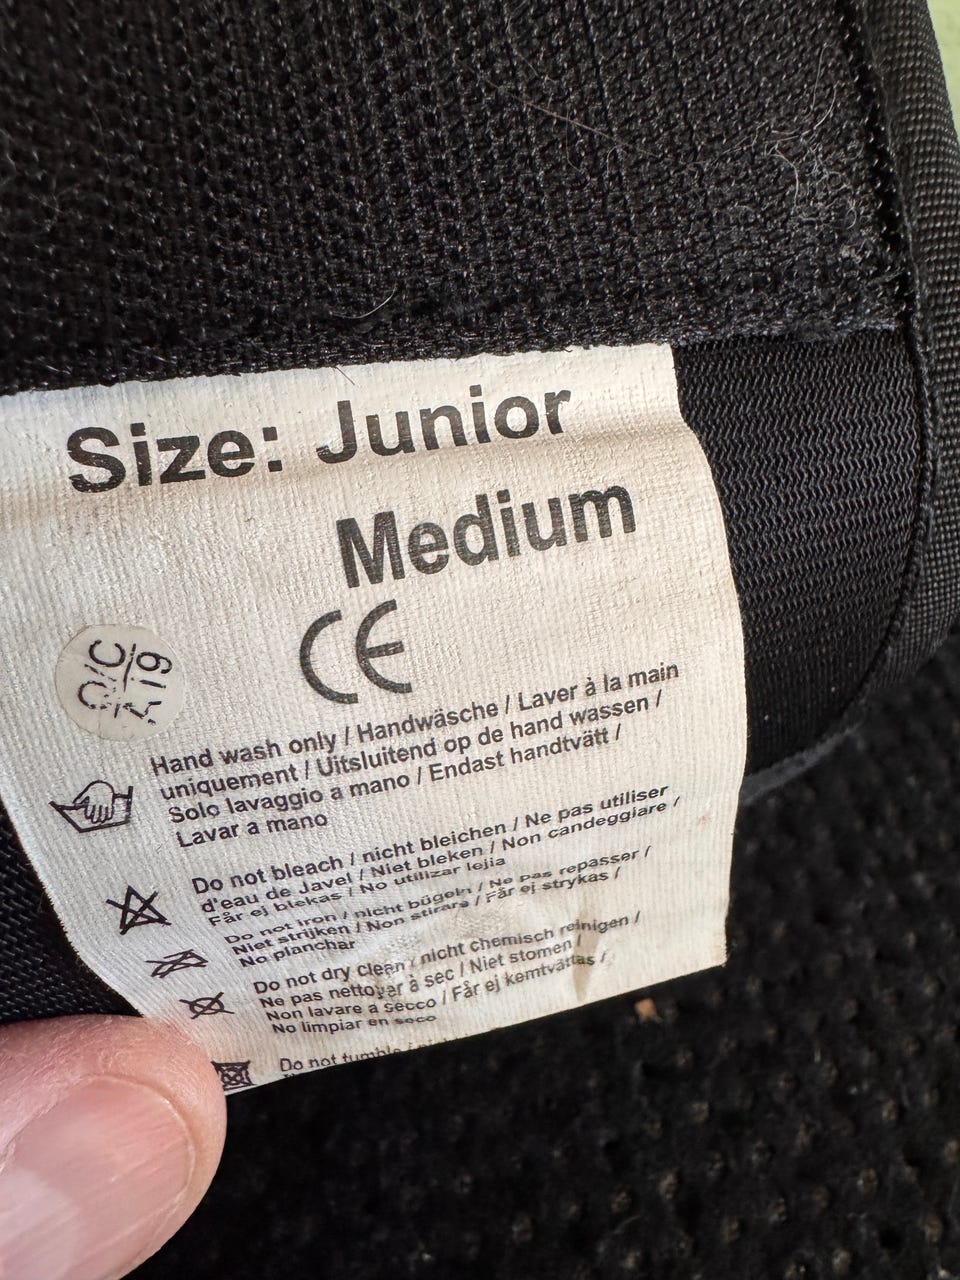 Size: Junior
Medium
CE
Q/C
19
Hand wash only / Handwäsche / Laver à la main
uniquement / Uitsluitend op de hand wassen /
Solo lavaggio a mano / Endast handtvätt /
Lavar a mano
Do not bleach / nicht bleichen / Ne pas utiliser
d'eau de Javel / Niet bleken / Non candeggiare /
Får ej blekas / No utilizar lejia
Do not iron / nicht bügeln / Ne pas repasser /
Niet strijken / Non stirare / Får ej strykas /
No planchar
Do not dry clean / nicht chemisch reinigen /
Ne pas nettoyer à sec / Niet stomen /
Non lavare a secco / Får ej kemtvättas /
No limpiar en seco
Do not tumble